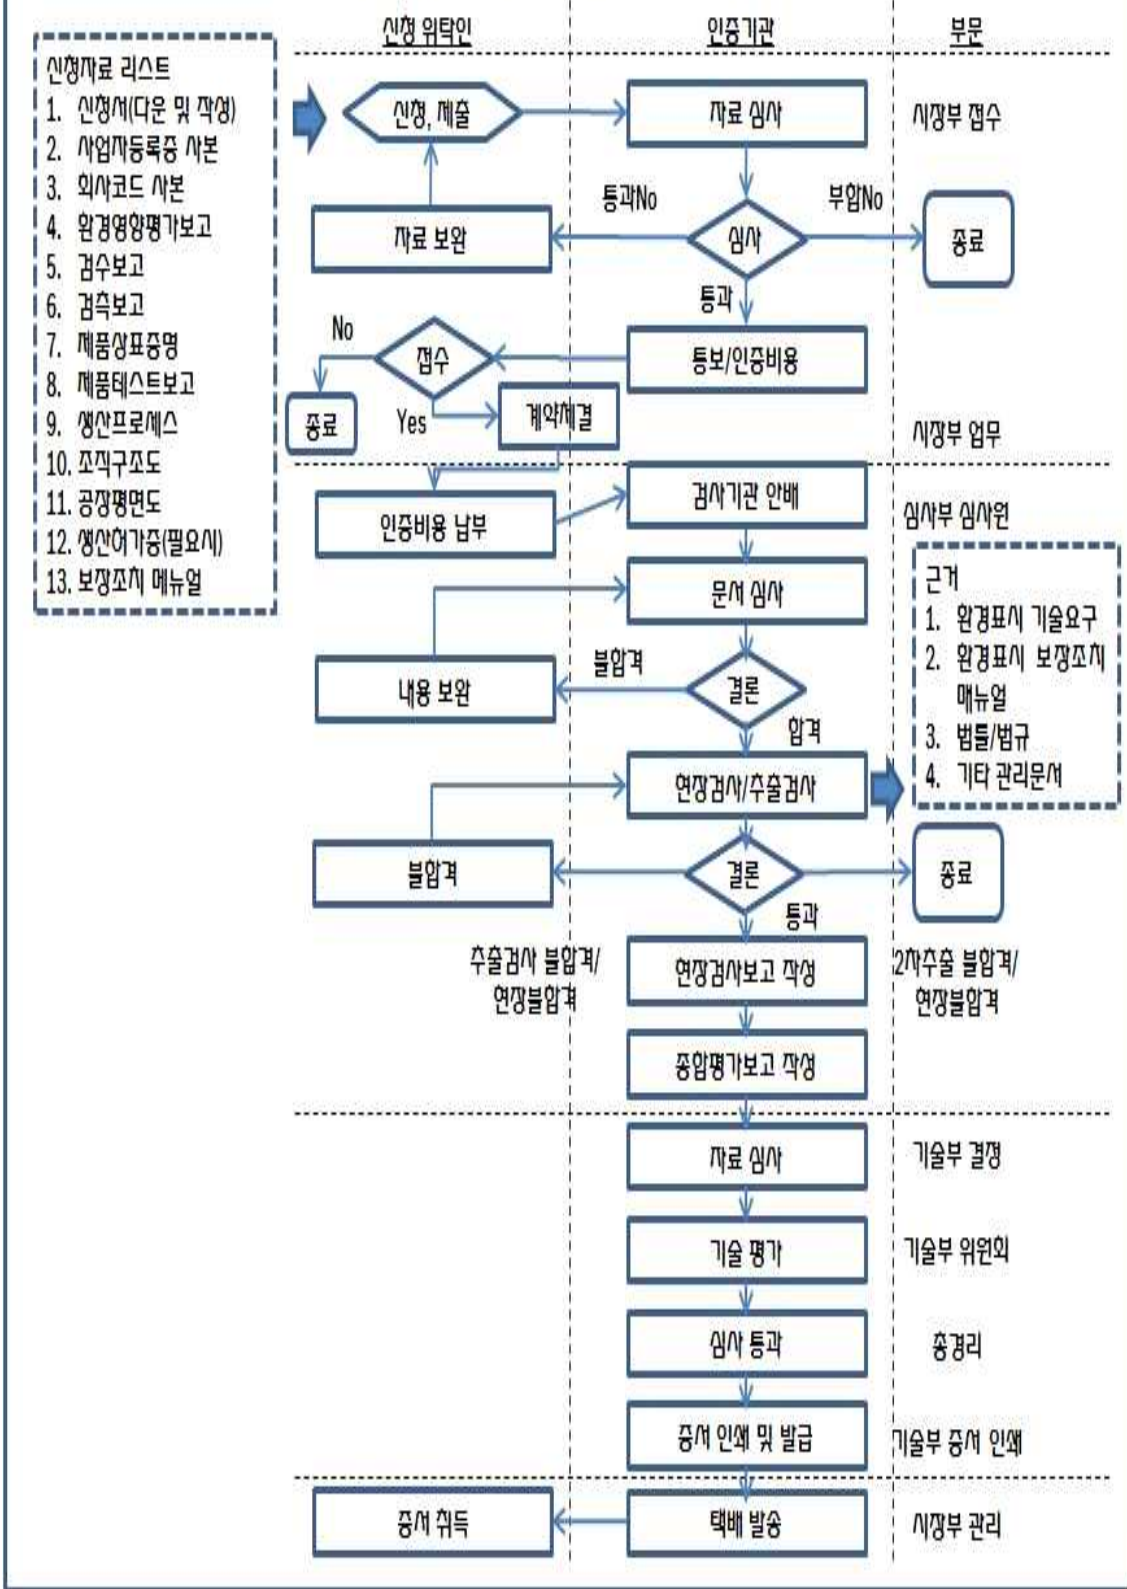 신청 위탁인
인증기관
부문
신청자료 리스트
1. 신청서(다운 및 작성)
2. 사업자등록증 사본
3. 회사코드 사본
4. 환경영향평가보고
5. 검수보고
6. 검측보고
7. 제품상표증명
8. 제품테스트보고
9. 생산프로세스
10. 조직구조도
11. 공장평면도
12. 생산허가증(필요시)
13. 보장조치 메뉴얼
신청, 제출
자료 심사
시장부 접수
통과No
부합No
자료 보완
심사
종료
통과
No
접수
통보/인증비용
종료
Yes
계약체결
시장부 업무
인증비용 납부
검사기관 안배
심사부 심사원
문서 심사
근거
1. 환경표시 기술요구
2. 환경표시 보장조치
매뉴얼
3. 법률/법규
4. 기타 관리문서
불합격
내용 보완
결론
합격
현장검사/추출검사
불합격
결론
종료
통과
추출검사 불합격/
현장불합격
현장검사보고 작성
2차추출 불합격/
현장불합격
종합평가보고 작성
자료 심사
기술부 결정
기술 평가
기술부 위원회
심사 통과
총경리
증서 인쇄 및 발급
기술부 증서 인쇄
증서 취득
택배 발송
시장부 관리